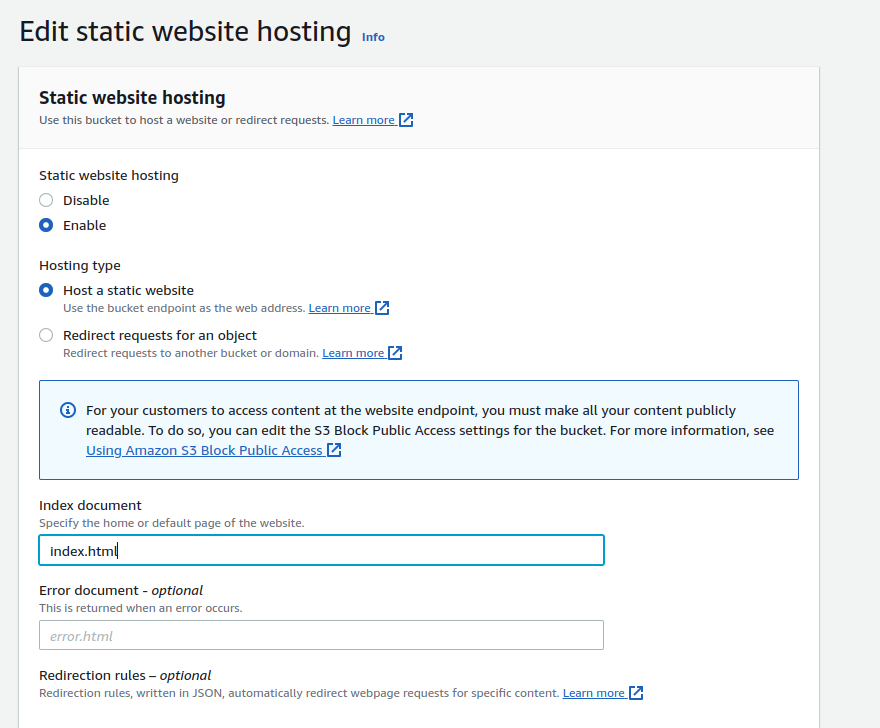 Edit static website hosting Info
Static website hosting
Use this bucket to host a website or redirect requests. Learn more
Static website hosting
Disable
Enable
Hosting type
Host a static website
Use the bucket endpoint as the web address. Learn more
Redirect requests for an object
Redirect requests to another bucket or domain. Learn more
For your customers to access content at the website endpoint, you must make all your content publicly
readable. To do so, you can edit the S3 Block Public Access settings for the bucket. For more information, see
Using Amazon S3 Block Public Access
Index document
Specify the home or default page of the website.
index.html
Error document - optional
This is returned when an error occurs.
error.html
Redirection rules – optional
Redirection rules, written in JSON, automatically redirect webpage requests for specific content. Learn more